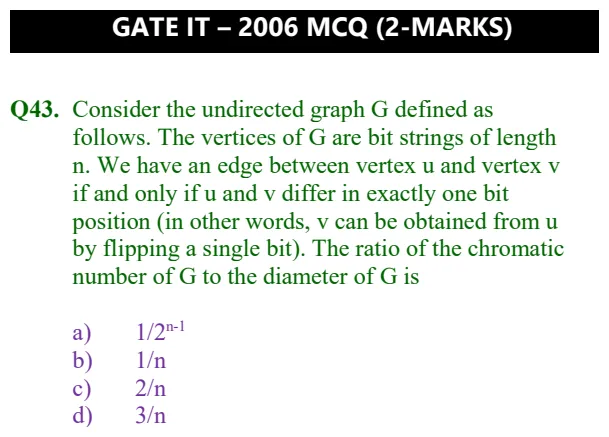 GATE IT – 2006 MCQ (2-MARKS)
Q43. Consider the undirected graph G defined as
follows. The vertices of G are bit strings of length
n. We have an edge between vertex u and vertex v
if and only if u and v differ in exactly one bit
position (in other words, v can be obtained from u
by flipping a single bit). The ratio of the chromatic
number of G to the diameter of G is
a) 1/2ⁿ⁻¹
b) 1/n
c) 2/n
d) 3/n